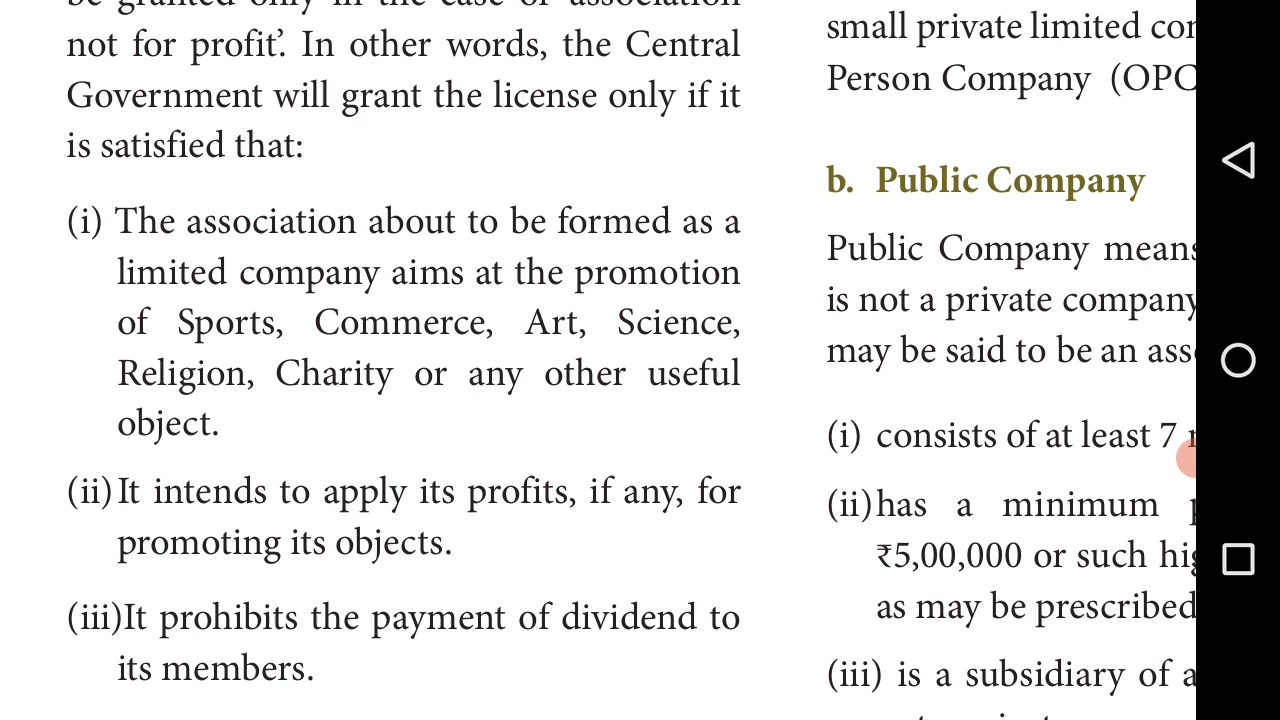 not for profit’. In other words, the Central
Government will grant the license only if it
is satisfied that:
(i) The association about to be formed as a
limited company aims at the promotion
of Sports, Commerce, Art, Science,
Religion, Charity or any other useful
object.
(ii) It intends to apply its profits, if any, for
promoting its objects.
(iii)It prohibits the payment of dividend to
its members.
small private limited
Person Company (OPC
b. Public Company
Public Company means
is not a private company
may be said to be an
(i) consists of at least 7
(ii) has a minimum
₹5,00,000 or such
as may be prescribed
(iii) is a subsidiary of a